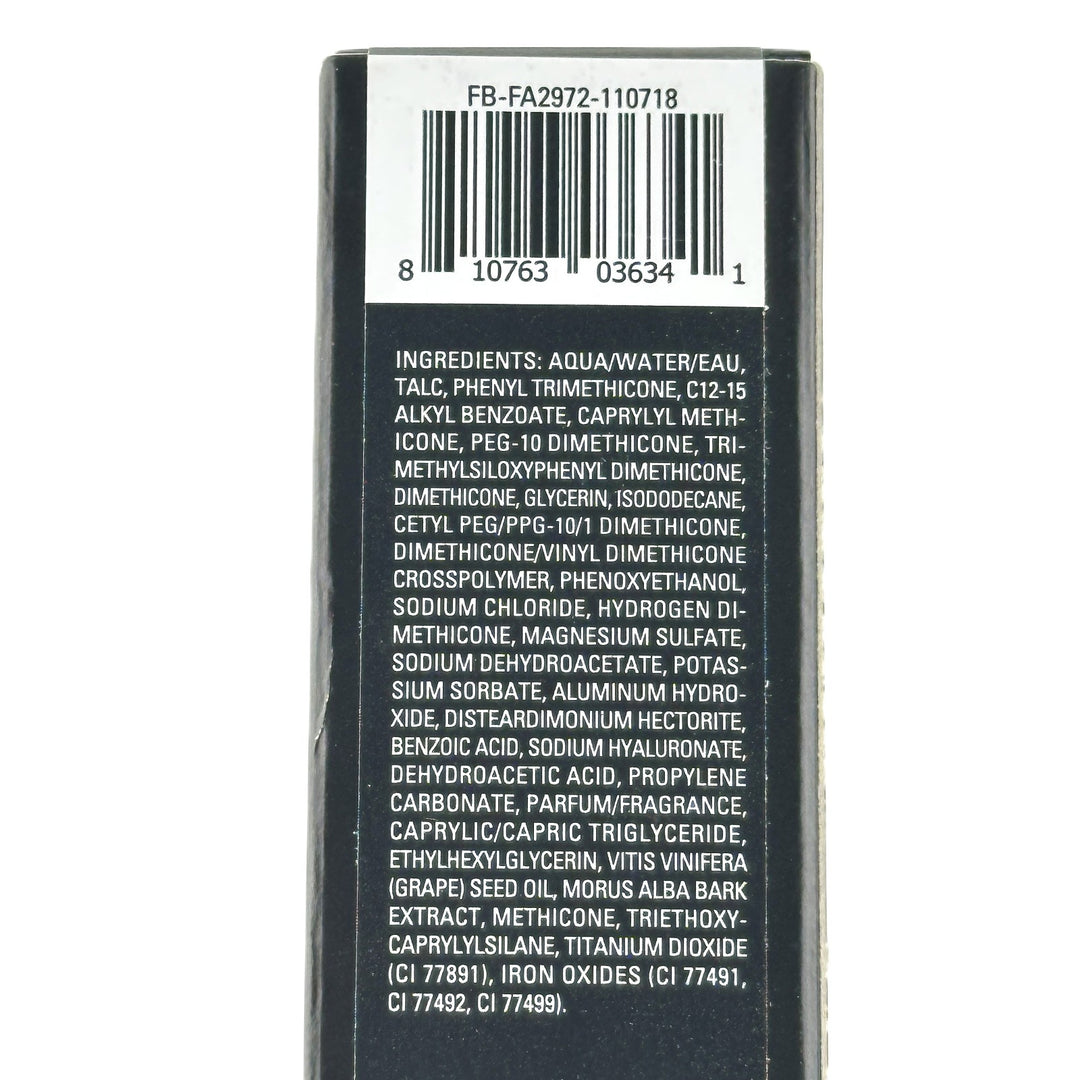 FB-FA2972-110718
8 10763 03634 1
INGREDIENTS: AQUA/WATER/EAU,
TALC, PHENYL TRIMETHICONE, C12-15
ALKYL BENZOATE, CAPRYLYL METH-
ICONE, PEG-10 DIMETHICONE, TRI-
METHYLSILOXYPHENYL DIMETHICONE,
DIMETHICONE, GLYCERIN, ISODODECANE,
CETYL PEG/PPG-10/1 DIMETHICONE,
DIMETHICONE/VINYL DIMETHICONE
CROSSPOLYMER, PHENOXYETHANOL,
SODIUM CHLORIDE, HYDROGEN DI-
METHICONE, MAGNESIUM SULFATE,
SODIUM DEHYDROACETATE, POTAS-
SIUM SORBATE, ALUMINUM HYDRO-
XIDE, DISTEARDIMONIUM HECTORITE,
BENZOIC ACID, SODIUM HYALURONATE,
DEHYDROACETIC ACID, PROPYLENE
CARBONATE, PARFUM/FRAGRANCE,
CAPRYLIC/CAPRIC TRIGLYCERIDE,
ETHYLHEXYLGLYCERIN, VITIS VINIFERA
(GRAPE) SEED OIL, MORUS ALBA BARK
EXTRACT, METHICONE, TRIETHOXY-
CAPRYLYLSILANE, TITANIUM DIOXIDE
(CI 77891), IRON OXIDES (CI 77491,
CI 77492, CI 77499).